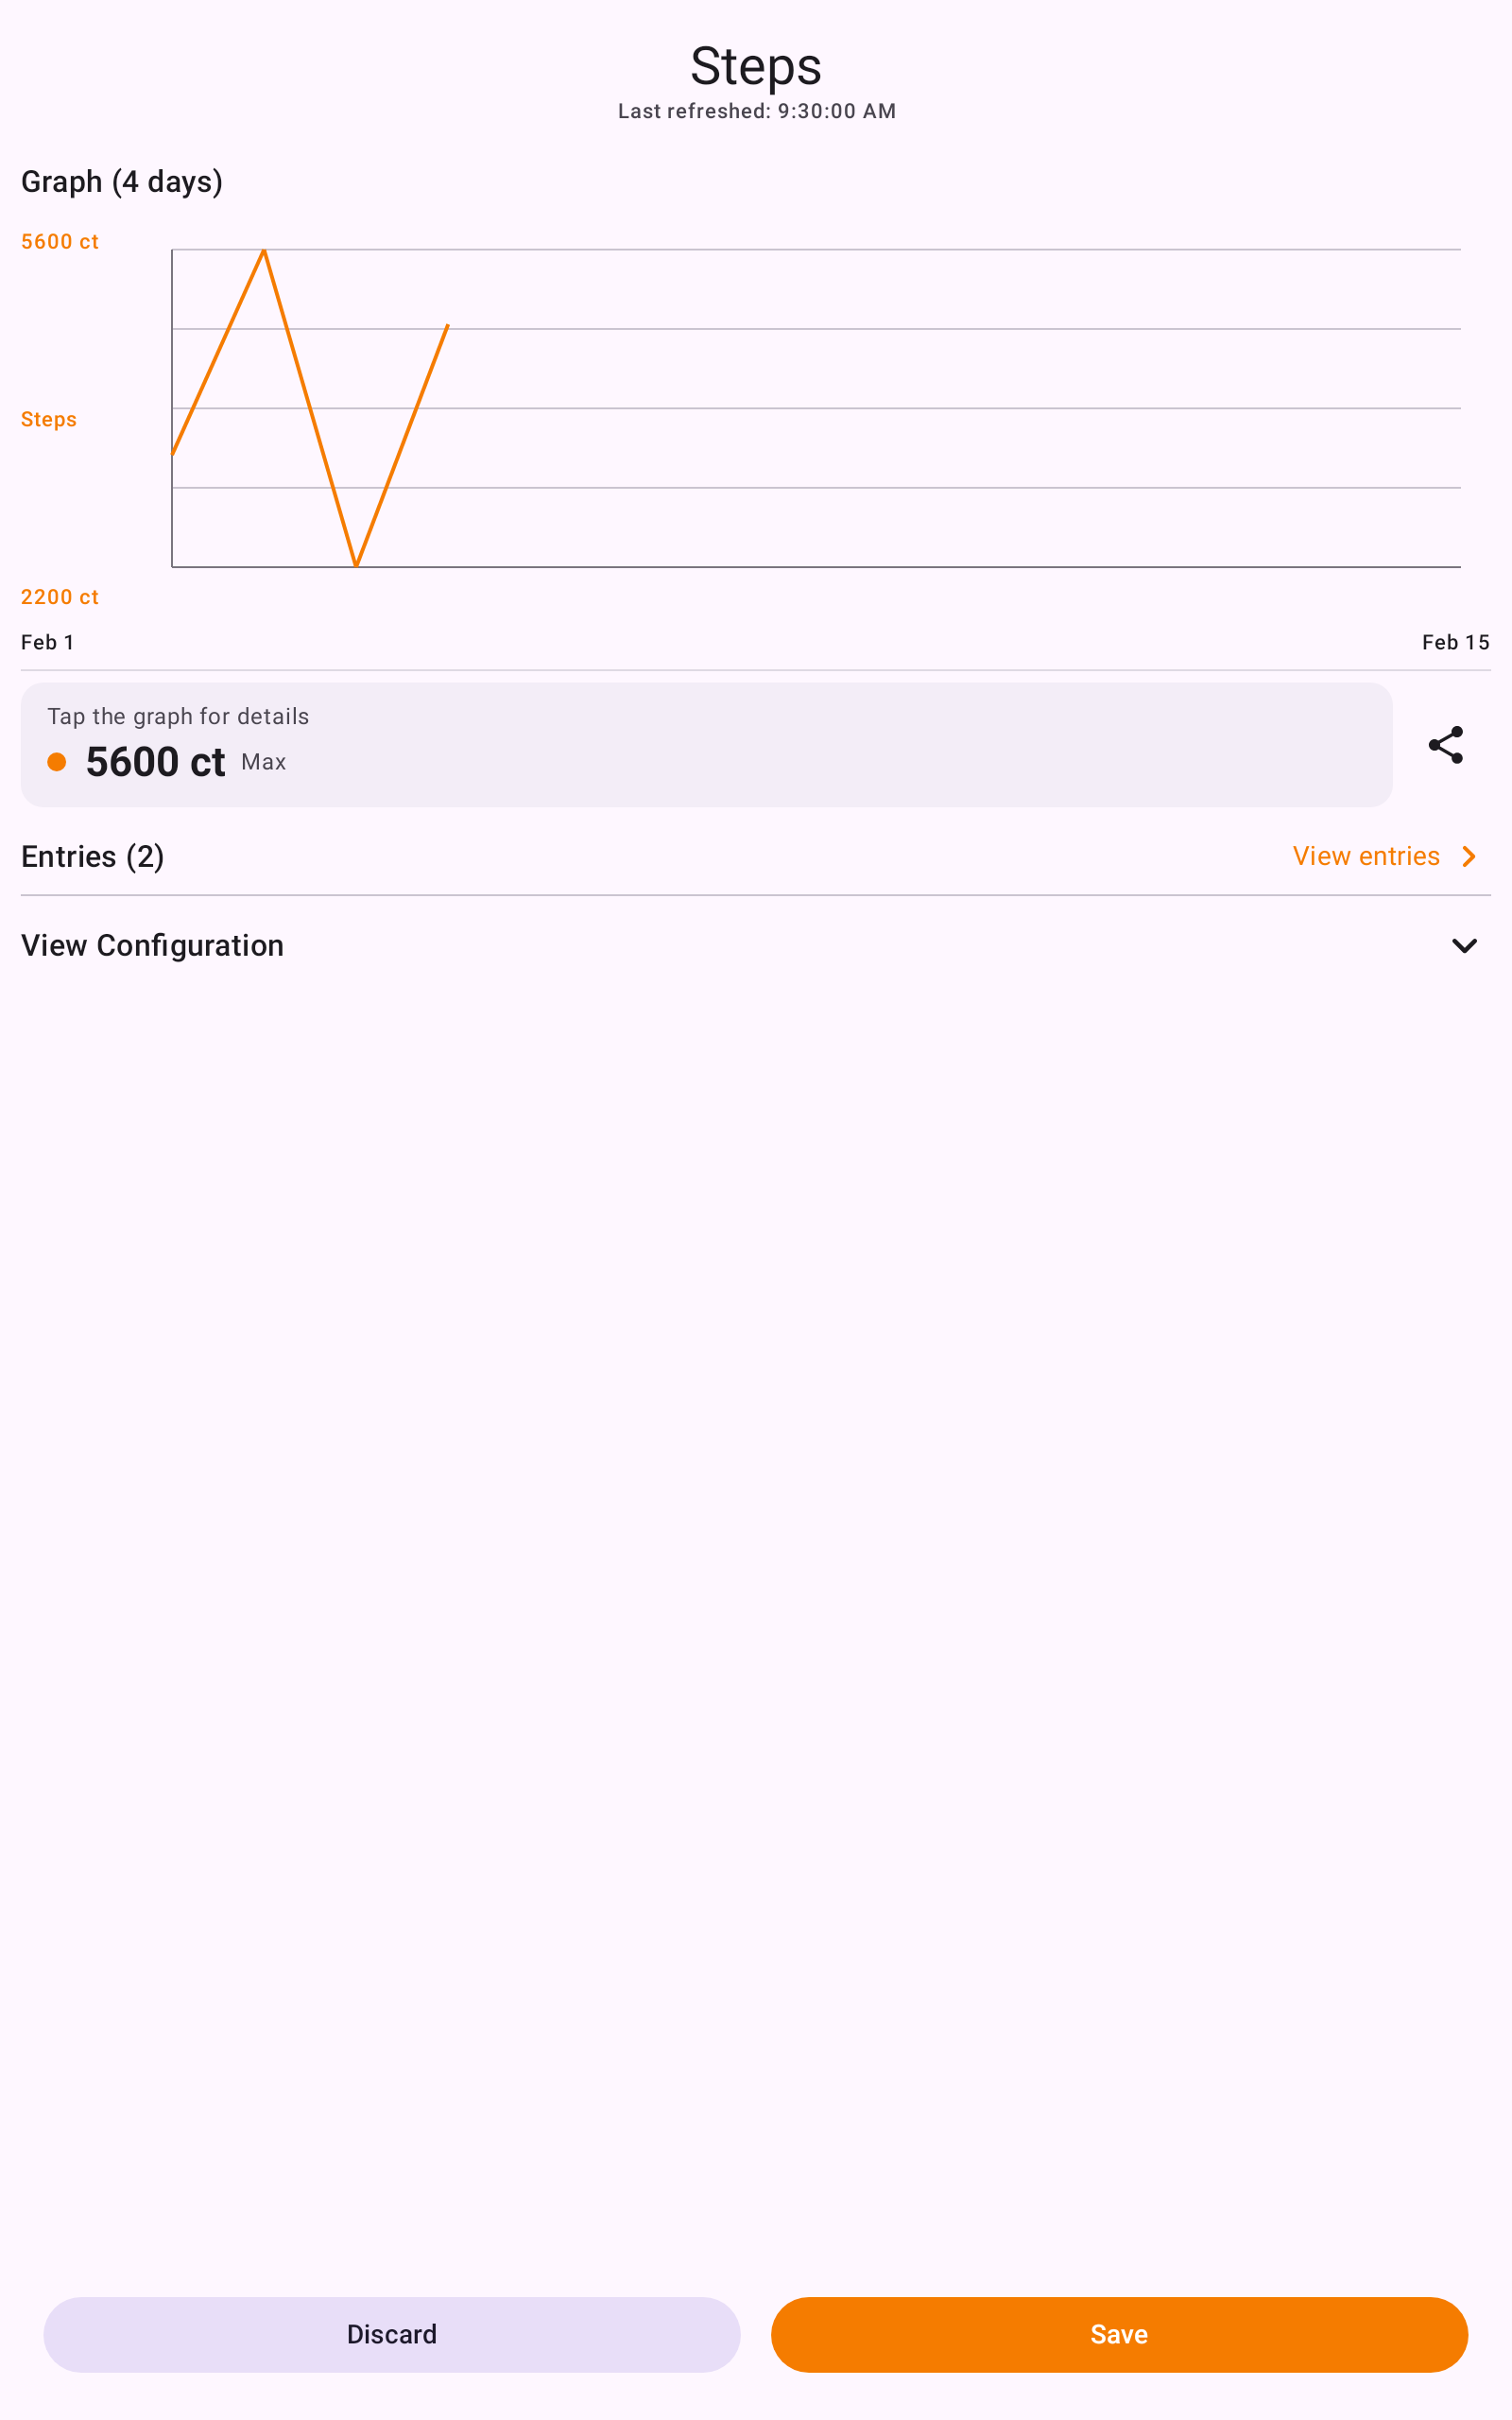 Steps
Last refreshed: 9:30:00 AM
Graph (4 days)
5600 ct
Steps
2200 ct
Feb 1
Feb 15
Tap the graph for details
5600 ct Max
Entries (2)
View entries
View Configuration
Discard
Save